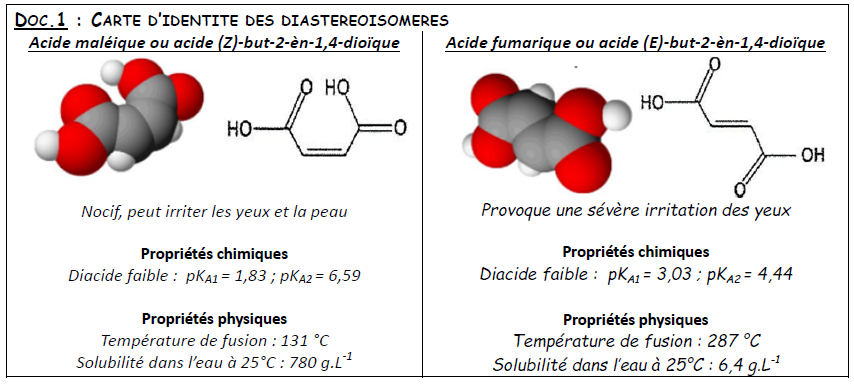 DOC.1 : CARTE D'IDENTITE DES DIASTEREOISOMERES
Acide maléique ou acide (Z)-but-2-èn-1,4-dioïque
O HO
HO O
Nocif, peut irriter les yeux et la peau
Propriétés chimiques
Diacide faible : pKA1 = 1,83 ; pKA2 = 6,59
Propriétés physiques
Température de fusion : 131 °C
Solubilité dans l'eau à 25°C : 780 g.L-1
Acide fumarique ou acide (E)-but-2-èn-1,4-dioïque
O
HO
OH
O
Provoque une sévère irritation des yeux
Propriétés chimiques
Diacide faible : pKA1 = 3,03 ; pKA2 = 4,44
Propriétés physiques
Température de fusion : 287 °C
Solubilité dans l'eau à 25°C : 6,4 g.L-1